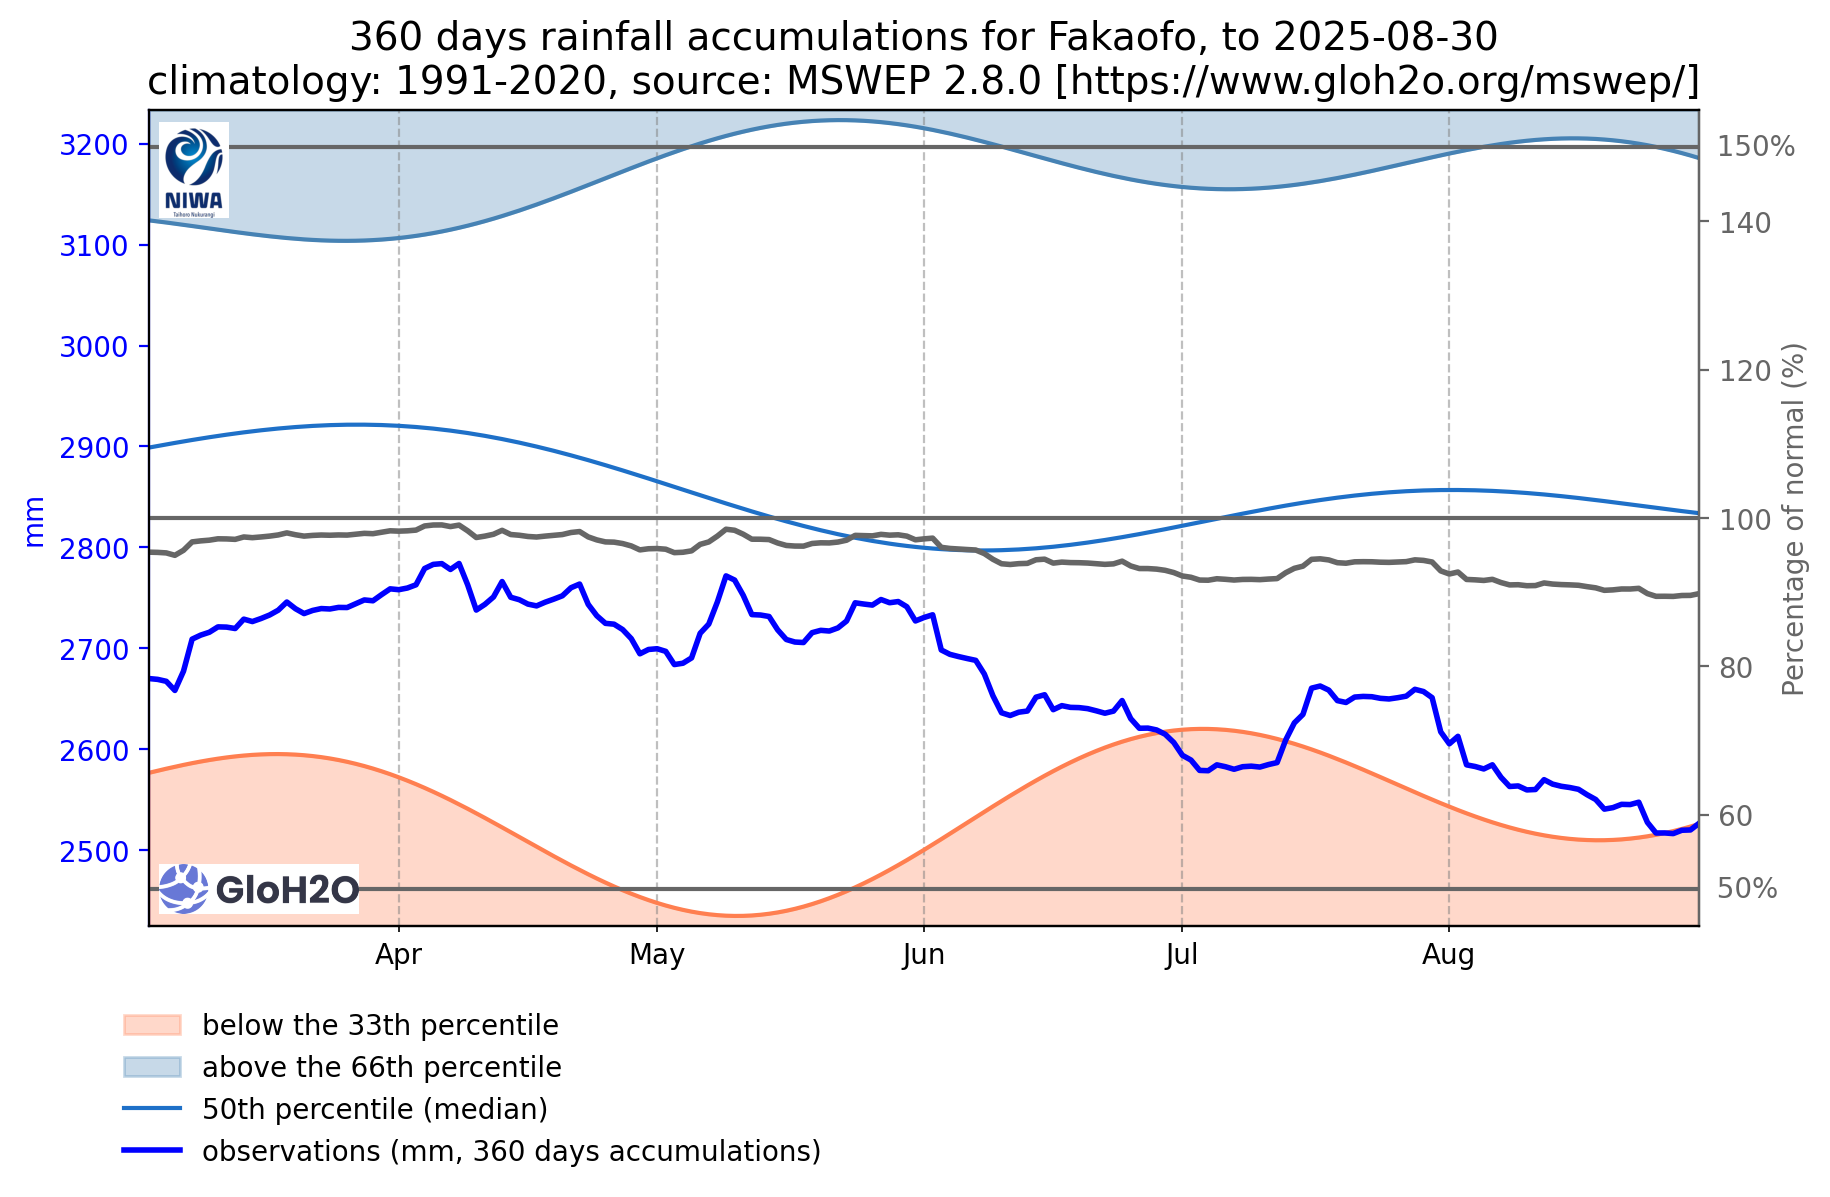 360 days rainfall accumulations for Fakaofo, to 2025-08-30
climatology: 1991-2020, source: MSWEP 2.8.0 [https://www.gloh2o.org/mswep/]
3200
3100
3000
2900
2800
2700
2600
2500
mm
150%
140
120
100
80
60
50%
Percentage of normal (%)
NIWA
Taihoro Nukurangi
GloH2O
Apr
May
Jun
Jul
Aug
below the 33th percentile
above the 66th percentile
50th percentile (median)
observations (mm, 360 days accumulations)